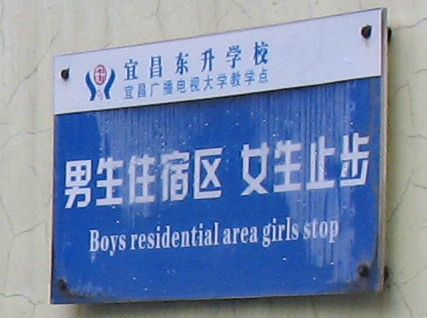 宜昌东升学校
宜昌广播电视大学教学点
男生住宿区 女生止步
Boys residential area girls stop